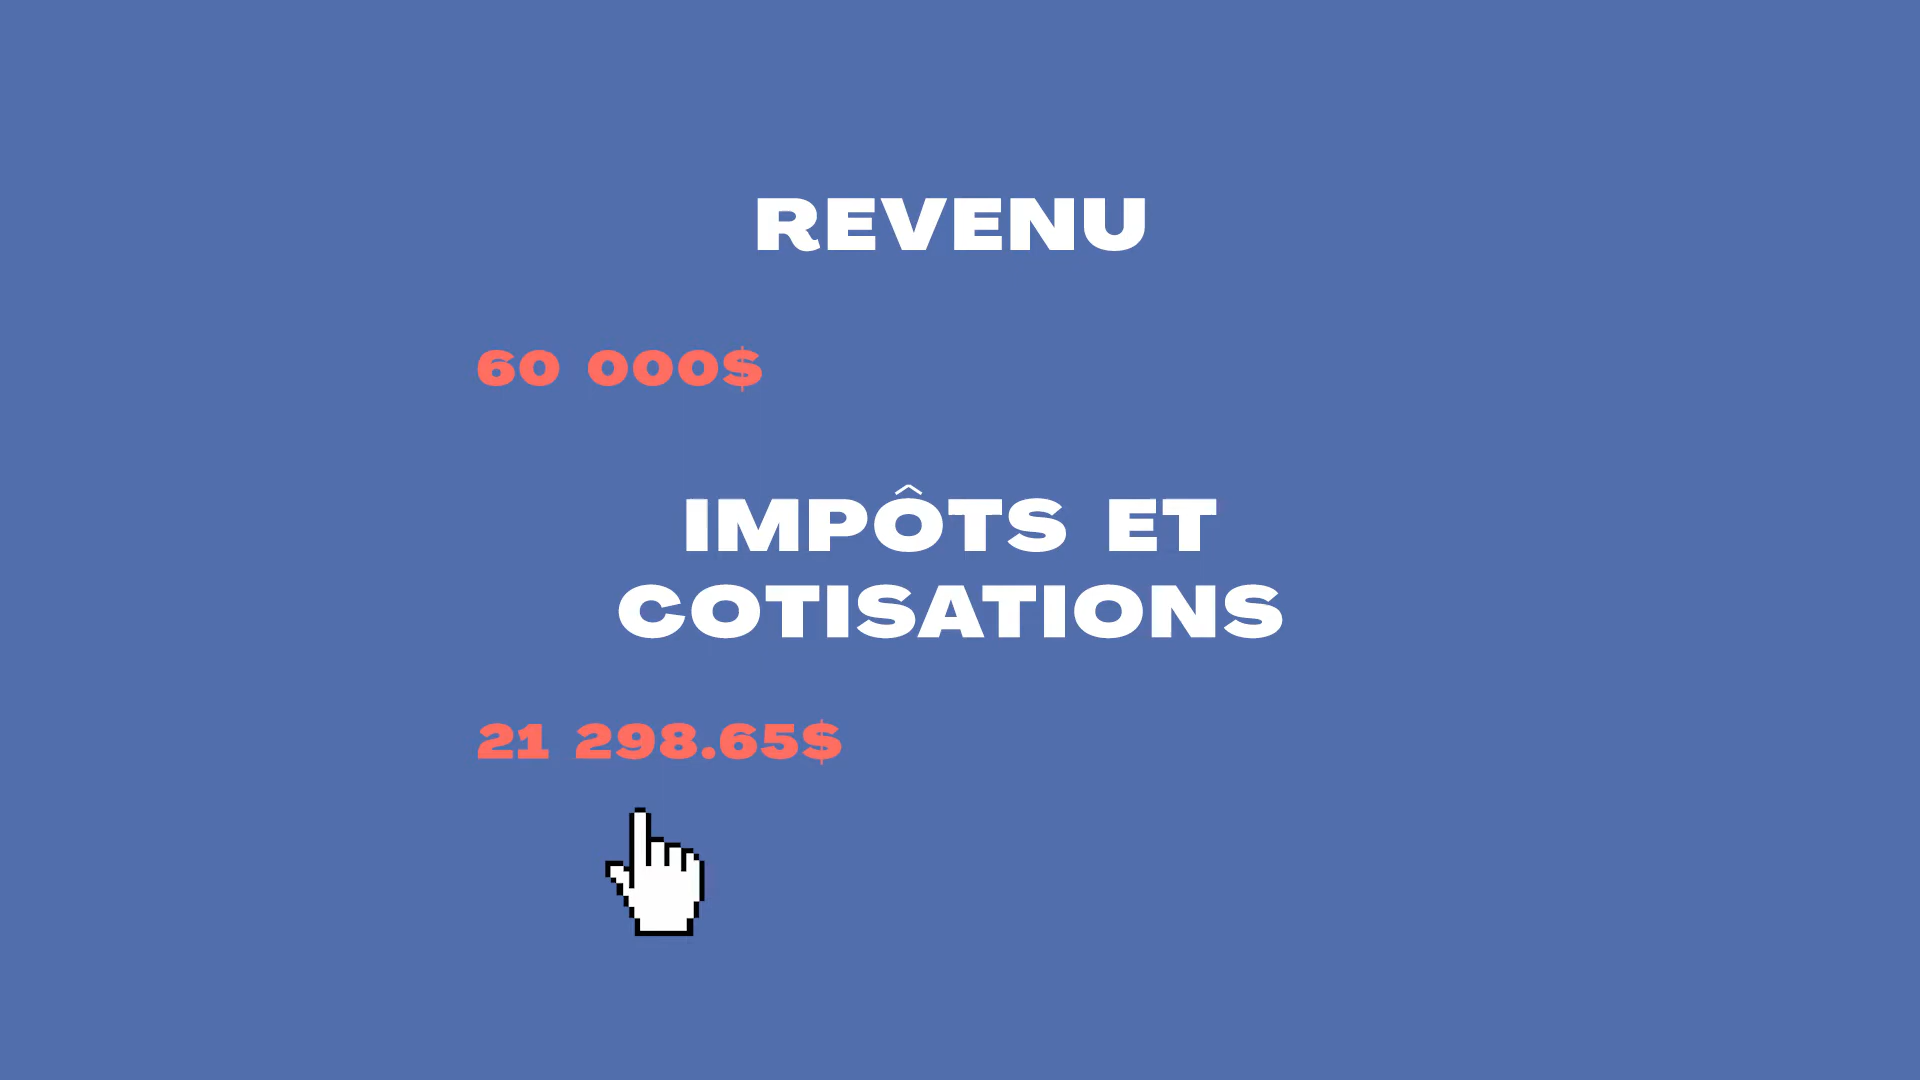 REVENU
60 000$
IMPÔTS ET
COTISATIONS
21 298.65$